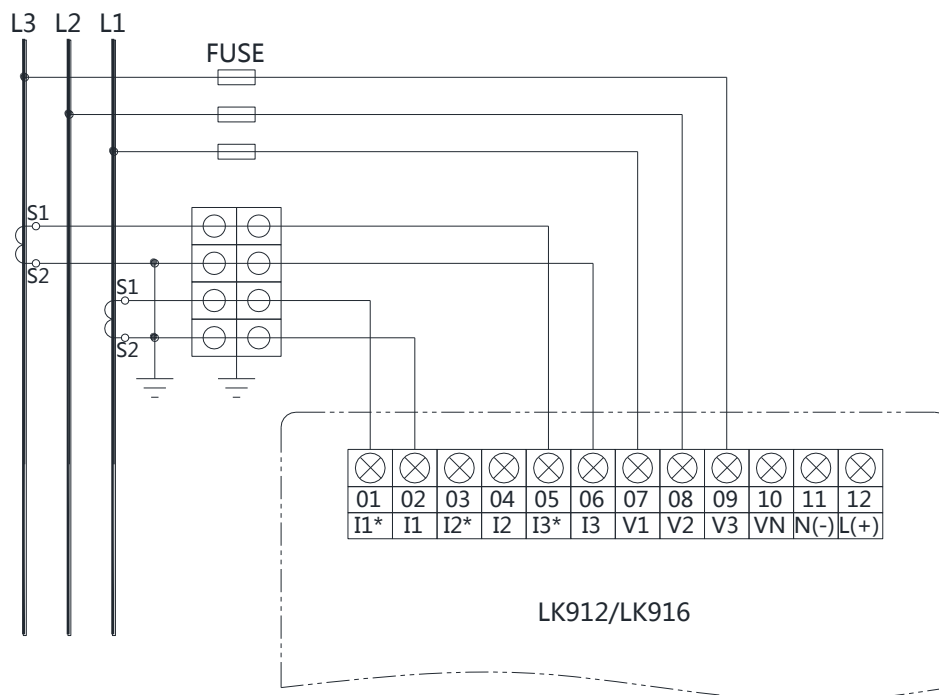 L3 L2 L1
FUSE
S1
S2
S1
S2
01 02 03 04 05 06 07 08 09 10 11 12
I1* I1 I2* I2 I3* I3 V1 V2 V3 VN N(-) L(+)
LK912/LK916